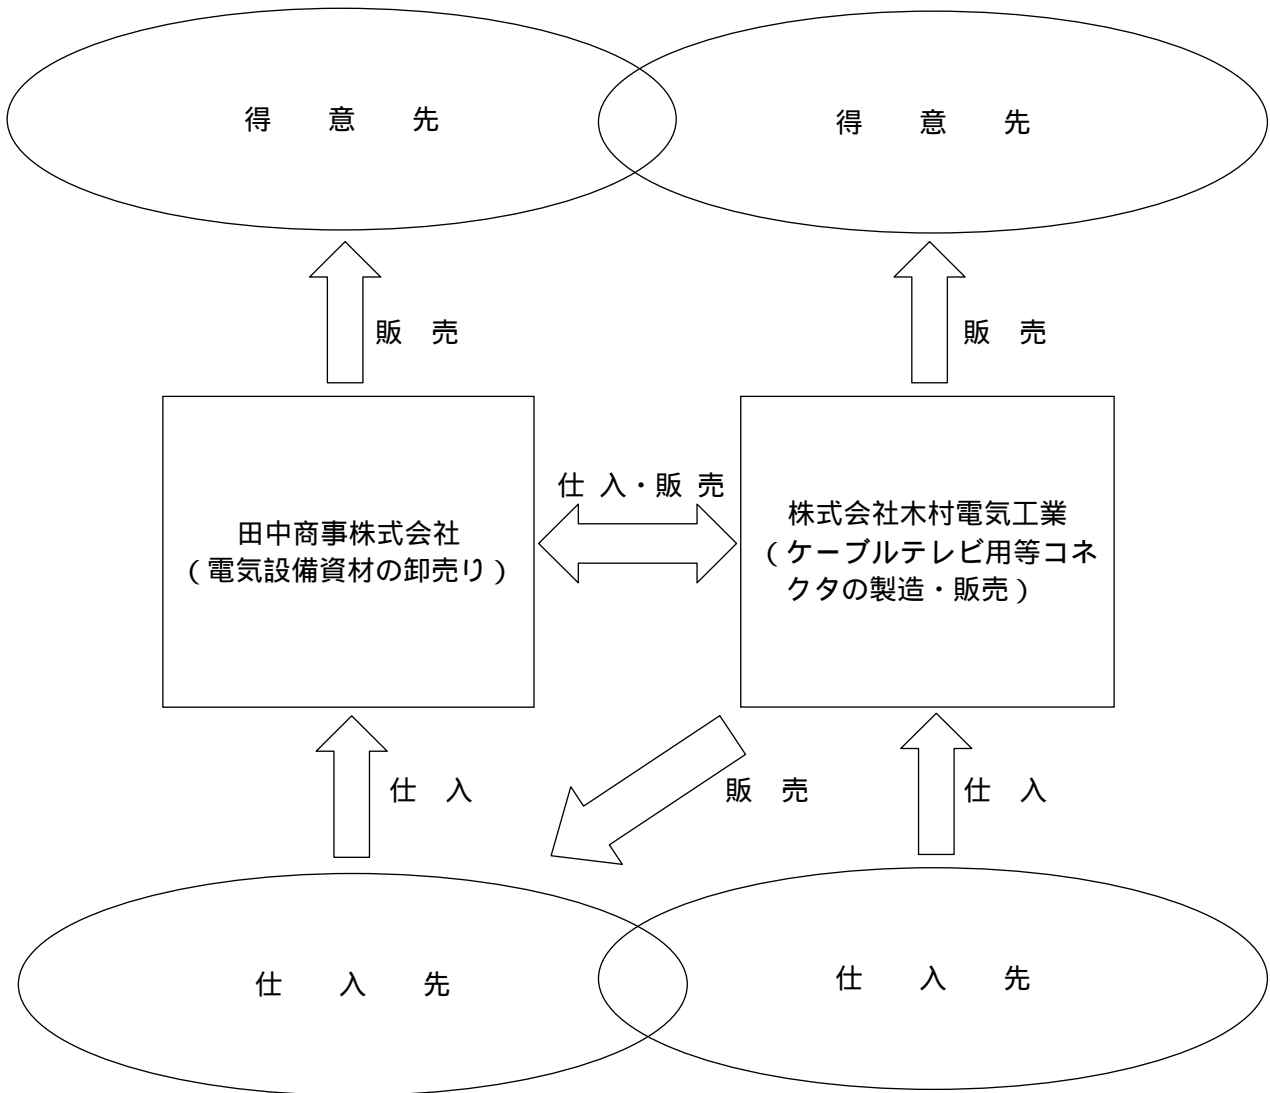 得 意 先
得 意 先
販 売
販 売
仕 入・販 売
田中商事株式会社
(電気設備資材の卸売り)
株式会社木村電気工業
(ケーブルテレビ用等コネ
クタの製造・販売)
仕 入
販 売
仕 入
仕 入 先
仕 入 先